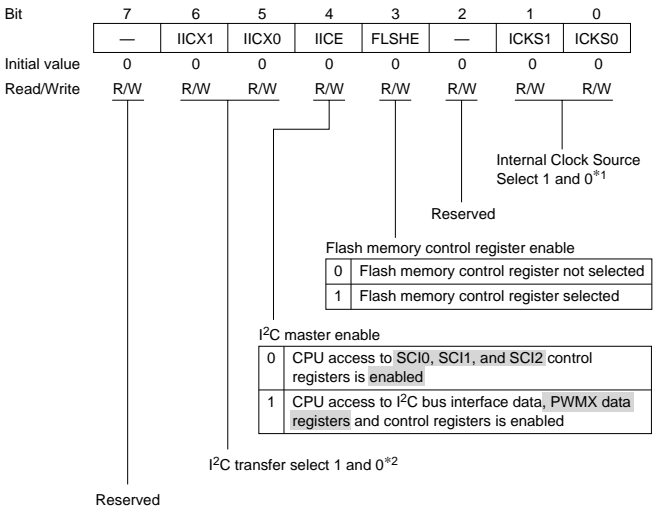 Bit 7 6 5 4 3 2 1 0
— IICX1 IICX0 IICE FLSHE — ICKS1 ICKS0
Initial value 0 0 0 0 0 0 0 0
Read/Write R/W R/W R/W R/W R/W R/W R/W R/W
Internal Clock Source
Select 1 and 0*1
Reserved
Flash memory control register enable
0 Flash memory control register not selected
1 Flash memory control register selected
I2C master enable
0 CPU access to SCI0, SCI1, and SCI2 control
registers is enabled
1 CPU access to I2C bus interface data, PWMX data
registers and control registers is enabled
I2C transfer select 1 and 0*2
Reserved